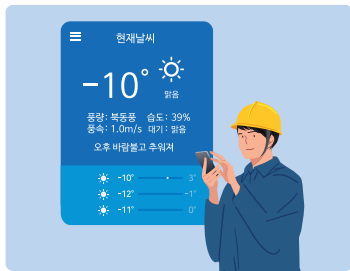 현재날씨
-10°
맑음
풍량: 북동풍 습도: 39%
풍속: 1.0m/s 대기: 맑음
오후 바람불고 추워져
-10° 3°
-12° -1°
-11° 0°